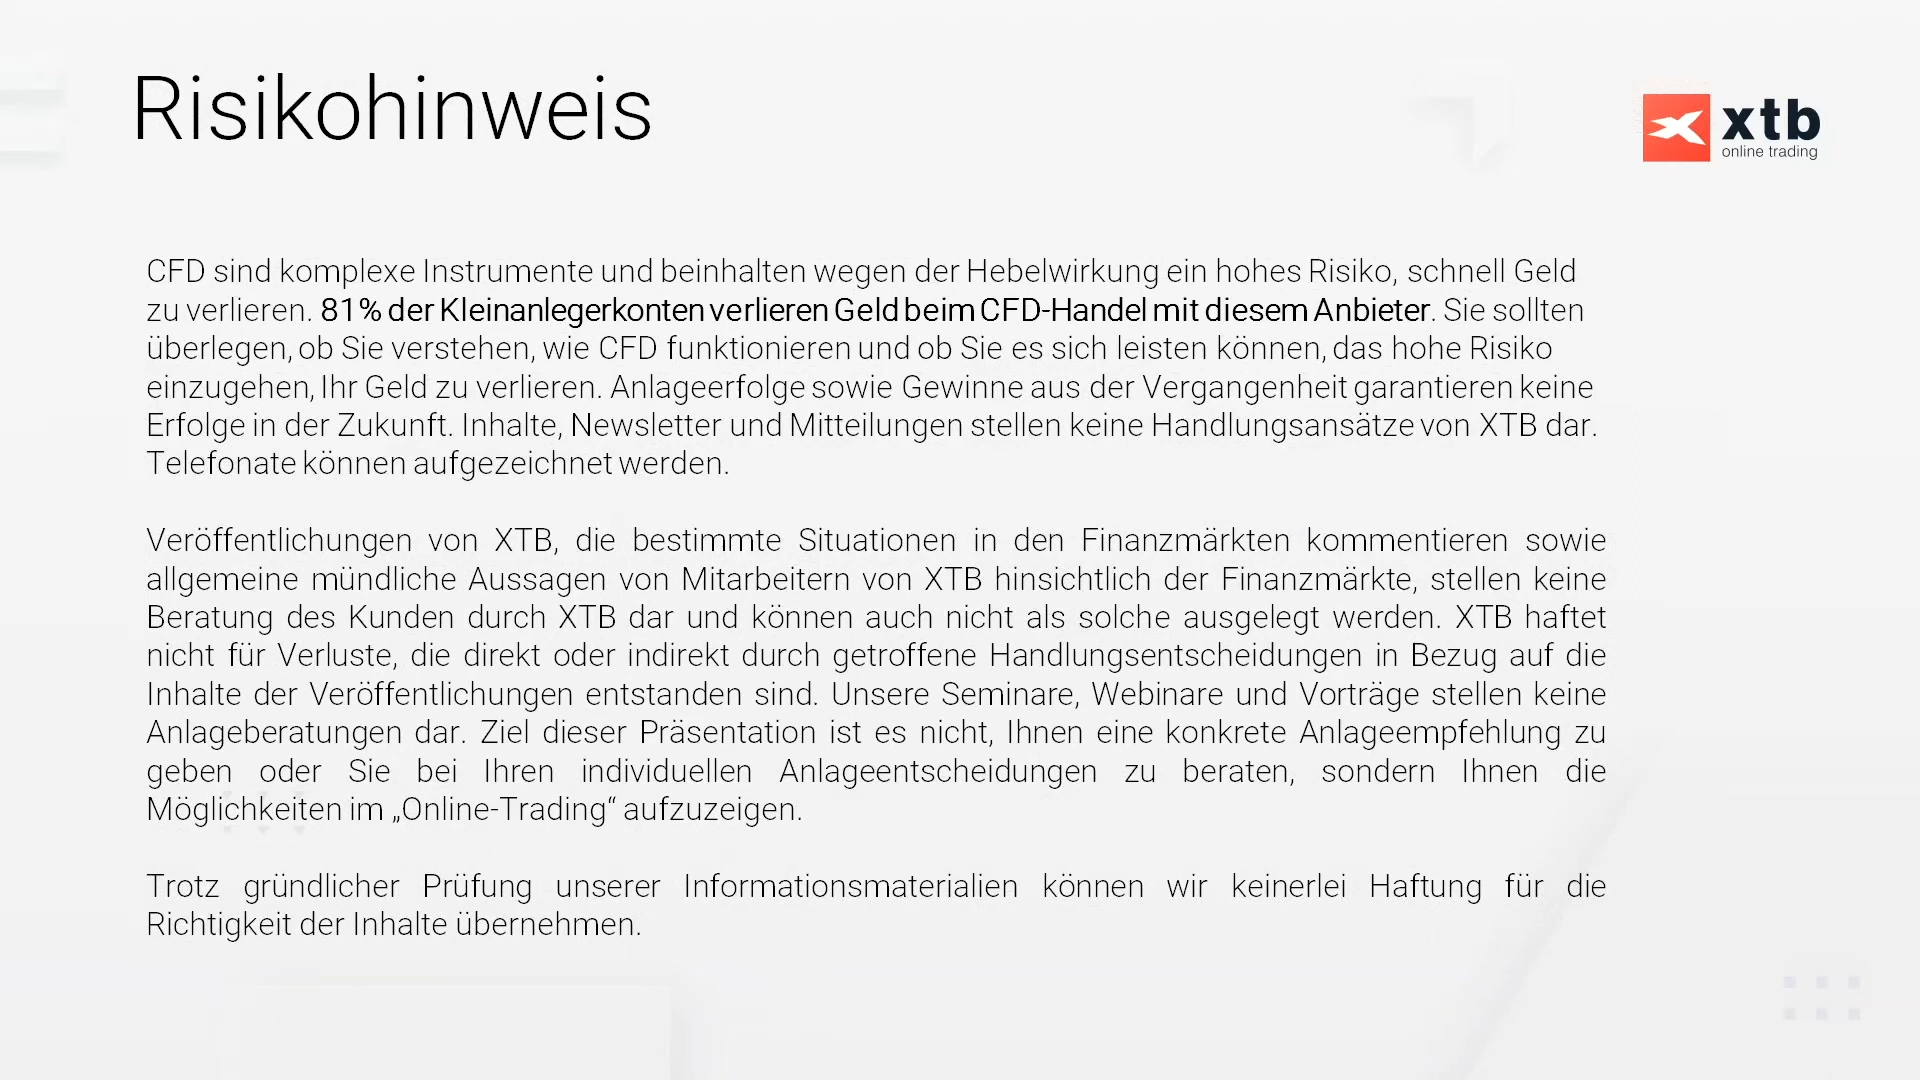 Risikohinweis
xtb
online trading
CFD sind komplexe Instrumente und beinhalten wegen der Hebelwirkung ein hohes Risiko, schnell Geld
zu verlieren. 81% der Kleinanlegerkonten verlieren Geld beim CFD-Handel mit diesem Anbieter. Sie sollten
überlegen, ob Sie verstehen, wie CFD funktionieren und ob Sie es sich leisten können, das hohe Risiko
einzugehen, Ihr Geld zu verlieren. Anlageerfolge sowie Gewinne aus der Vergangenheit garantieren keine
Erfolge in der Zukunft. Inhalte, Newsletter und Mitteilungen stellen keine Handlungsansätze von XTB dar.
Telefonate können aufgezeichnet werden.
Veröffentlichungen von XTB, die bestimmte Situationen in den Finanzmärkten kommentieren sowie
allgemeine mündliche Aussagen von Mitarbeitern von XTB hinsichtlich der Finanzmärkte, stellen keine
Beratung des Kunden durch XTB dar und können auch nicht als solche ausgelegt werden. XTB haftet
nicht für Verluste, die direkt oder indirekt durch getroffene Handlungsentscheidungen in Bezug auf die
Inhalte der Veröffentlichungen entstanden sind. Unsere Seminare, Webinare und Vorträge stellen keine
Anlageberatungen dar. Ziel dieser Präsentation ist es nicht, Ihnen eine konkrete Anlageempfehlung zu
geben oder Sie bei Ihren individuellen Anlageentscheidungen zu beraten, sondern Ihnen die
Möglichkeiten im „Online-Trading“ aufzuzeigen.
Trotz gründlicher Prüfung unserer Informationsmaterialien können wir keinerlei Haftung für die
Richtigkeit der Inhalte übernehmen.